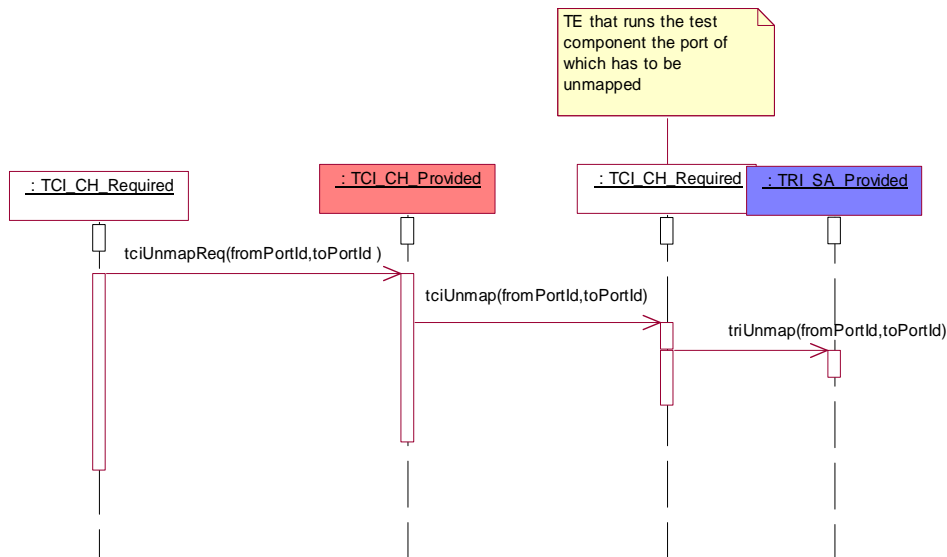 TE that runs the test
component the port of
which has to be
unmapped
: TCI_CH_Required
: TCI_CH_Provided
: TCI_CH_Required
: TRI_SA_Provided
tciUnmapReq(fromPortId,toPortId )
tciUnmap(fromPortId,toPortId)
triUnmap(fromPortId,toPortId)